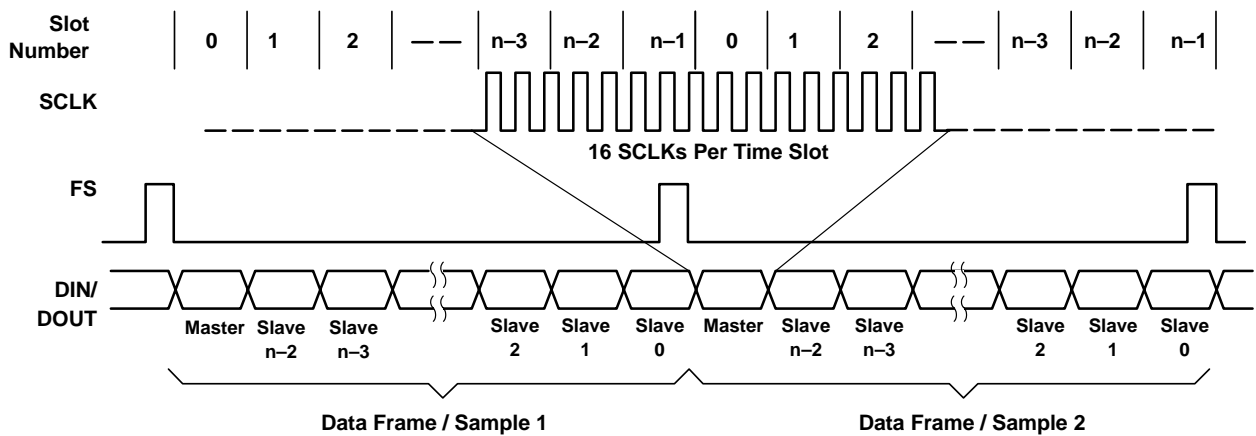 Slot
Number
0 1 2 n–3 n–2 n–1 0 1 2 n–3 n–2 n–1
SCLK
16 SCLKs Per Time Slot
FS
DIN/
DOUT
Master Slave Slave Slave Slave Slave Master Slave Slave Slave Slave Slave
n–2 n–3 2 1 0 n–2 n–3 2 1 0
Data Frame / Sample 1 Data Frame / Sample 2